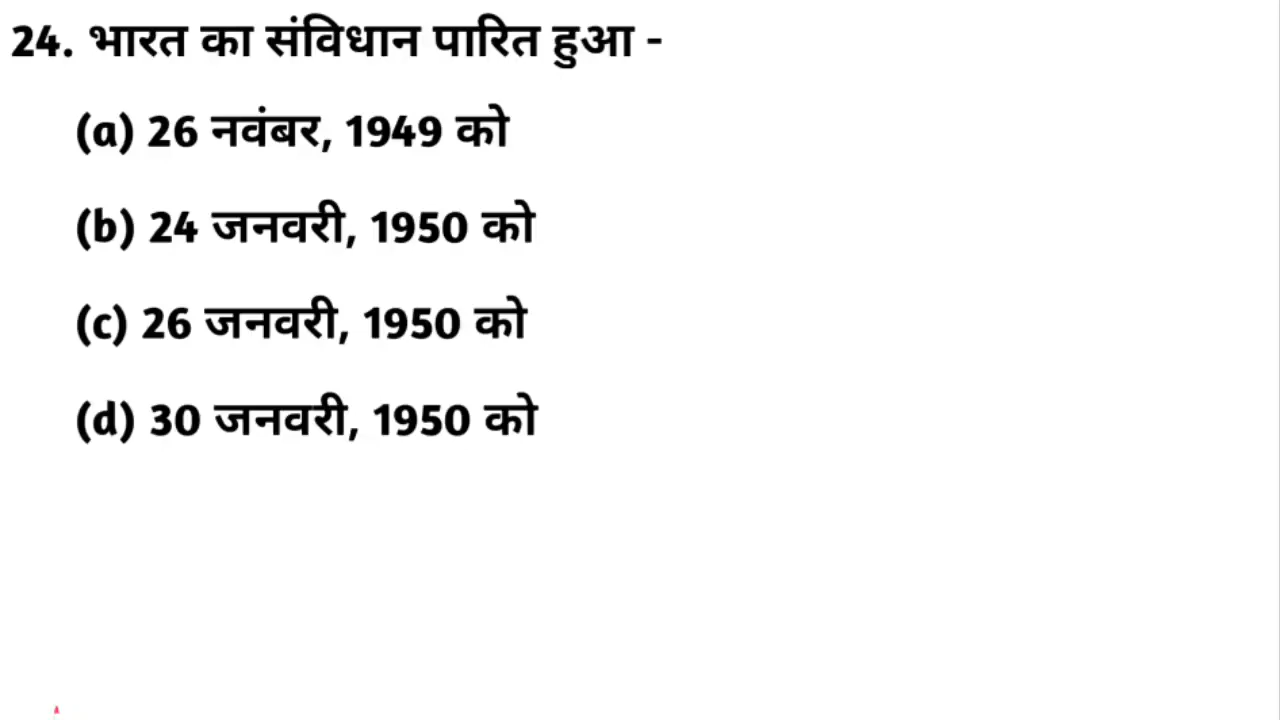 24. भारत का संविधान पारित हुआ -
(a) 26 नवंबर, 1949 को
(b) 24 जनवरी, 1950 को
(c) 26 जनवरी, 1950 को
(d) 30 जनवरी, 1950 को